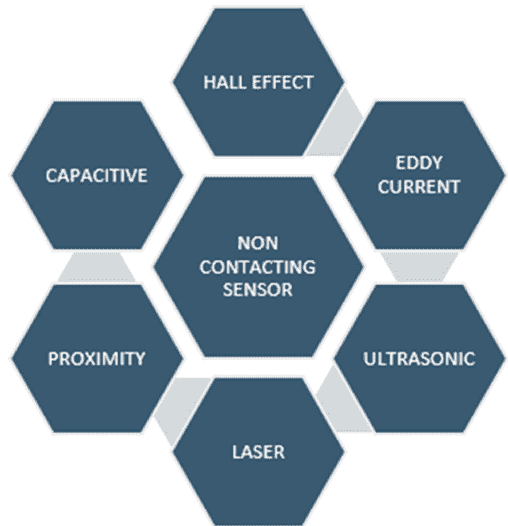 HALL EFFECT
EDDY
CURRENT
CAPACITIVE
NON
CONTACTING
SENSOR
PROXIMITY
ULTRASONIC
LASER